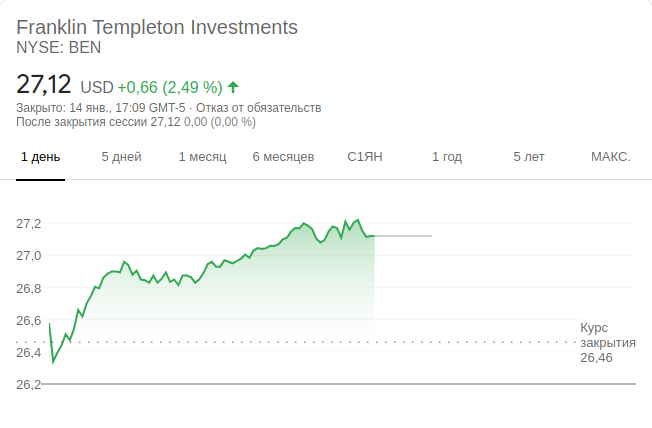 Franklin Templeton Investments
NYSE: BEN
27,12 USD +0,66 (2,49 %)
Закрыто: 14 янв., 17:09 GMT-5 · Отказ от обязательств
После закрытия сессии 27,12 0,00 (0,00 %)
1 день 5 дней 1 месяц 6 месяцев С1ЯН 1 год 5 лет МАКС.
27,2
27,0
26,8
26,6
26,4
26,2
Курс
закрытия
26,46